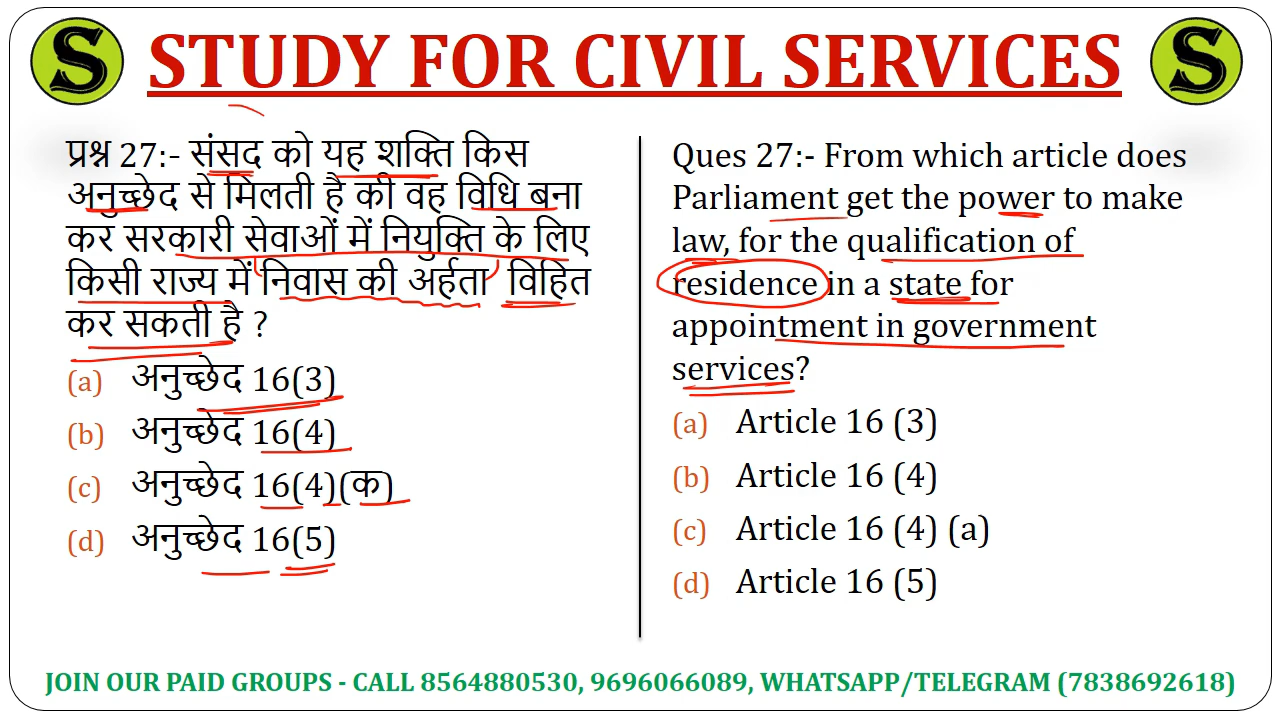 S STUDY FOR CIVIL SERVICES S
प्रश्न 27:- संसद को यह शक्ति किस
अनुच्छेद से मिलती है की वह विधि बना
कर सरकारी सेवाओं में नियुक्ति के लिए
किसी राज्य में निवास की अर्हता विहित
कर सकती है ?
(a) अनुच्छेद 16(3)
(b) अनुच्छेद 16(4)
(c) अनुच्छेद 16(4)(क)
(d) अनुच्छेद 16(5)
Ques 27:- From which article does
Parliament get the power to make
law, for the qualification of
residence in a state for
appointment in government
services?
(a) Article 16 (3)
(b) Article 16 (4)
(c) Article 16 (4) (a)
(d) Article 16 (5)
JOIN OUR PAID GROUPS - CALL 8564880530, 9696066089, WHATSAPP/TELEGRAM (7838692618)